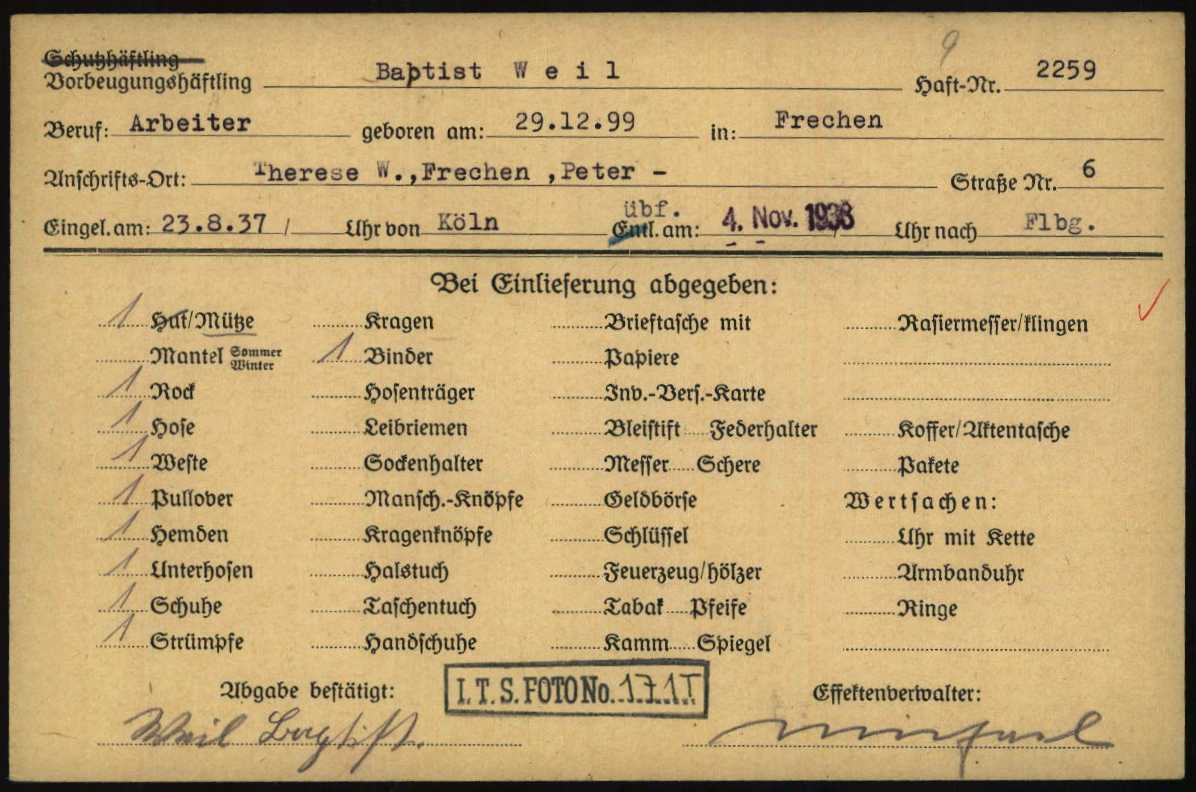 9
Schutzhäftling
Vorbeugungshäftling Baptist Weil Haft-Nr. 2259
Beruf: Arbeiter geboren am: 29.12.99 in: Frechen
Anschrifts-Ort: Therese W.,Frechen ,Peter - Straße Nr. 6
Eingel. am: 23.8.37 / Uhr von Köln übf. Entl. am: 4. Nov. 1938 Uhr nach Flbg.
Bei Einlieferung abgegeben:
1 Hut/Mütze Kragen Brieftasche mit Rasiermesser/klingen
Mantel Sommer Winter 1 Binder Papiere
1 Rock Hosenträger Inv.-Vers.-Karte
1 Hose Leibriemen Bleistift Federhalter Koffer/Aktentasche
1 Weste Sockenhalter Messer Schere Pakete
1 Pullover Mansch.-Knöpfe Geldbörse Wertsachen:
1 Hemden Kragenknöpfe Schlüssel Uhr mit Kette
1 Unterhosen Halstuch Feuerzeug/hölzer Armbanduhr
1 Schuhe Taschentuch Tabak Pfeife Ringe
1 Strümpfe Handschuhe Kamm Spiegel
Abgabe bestätigt: I.T.S. FOTO No. 171 Effektenverwalter:
Weil Baptist.